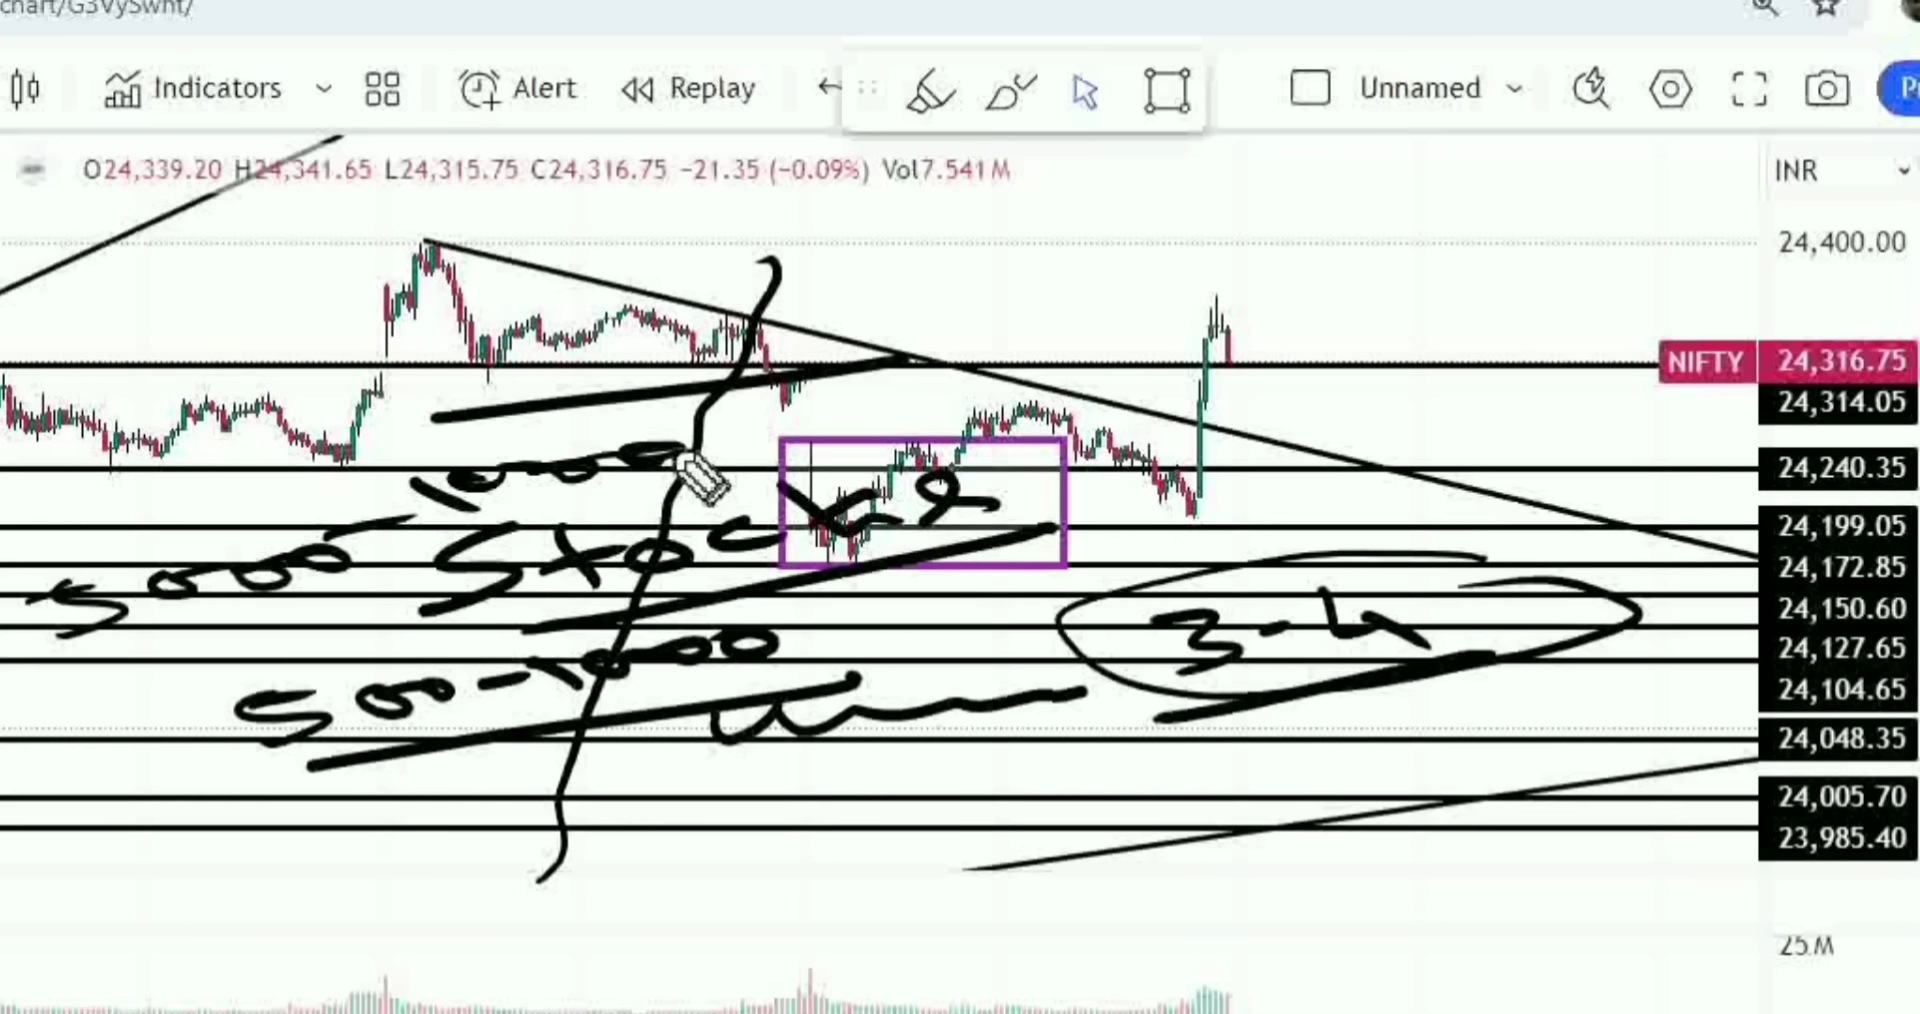 chart/G3VySwht/
Indicators Alert Replay Unnamed
O24,339.20 H24,341.65 L24,315.75 C24,316.75 −21.35 (−0.09%) Vol7.541 M
INR
24,400.00
NIFTY 24,316.75
24,314.05
24,240.35
24,199.05
24,172.85
24,150.60
24,127.65
24,104.65
24,048.35
24,005.70
23,985.40
25 M
10000
5000
500-1000
3-4